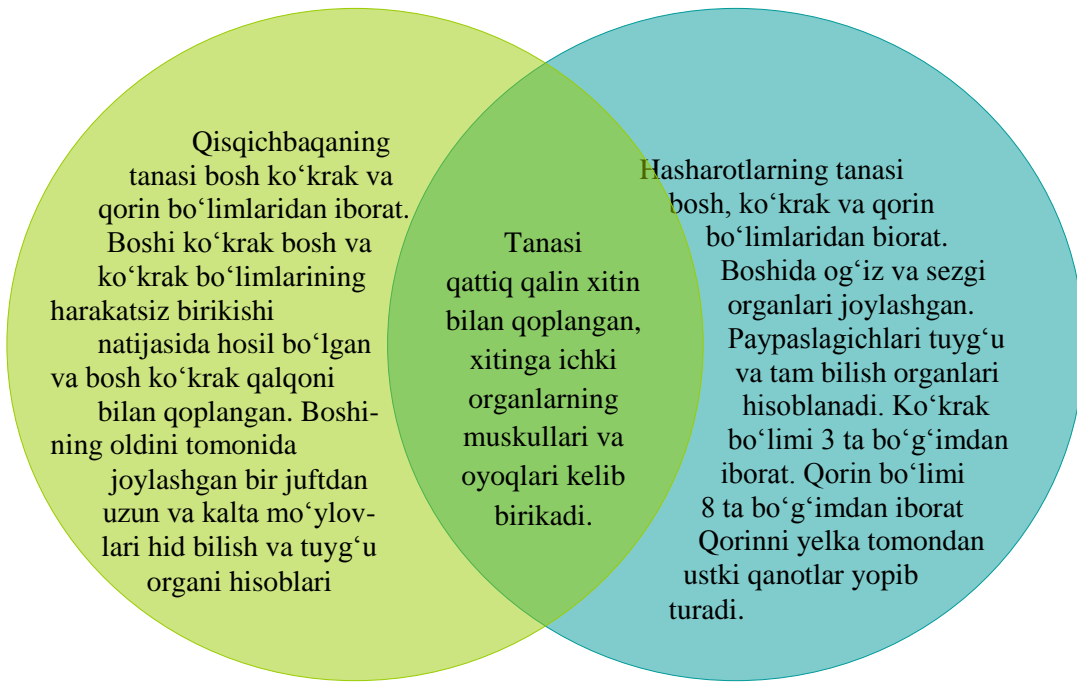 Qisqichbaqaning
tanasi bosh ko‘krak va
qorin bo‘limlaridan iborat.
Boshi ko‘krak bosh va
ko‘krak bo‘limlarining
harakatsiz birikishi
natijasida hosil bo‘lgan
va bosh ko‘krak qalqoni
bilan qoplangan. Boshi-
ning oldini tomonida
joylashgan bir juftdan
uzun va kalta mo‘ylov-
lari hid bilish va tuyg‘u
organi hisoblari
Tanasi
qattiq qalin xitin
bilan qoplangan,
xitinga ichki
organlarning
muskullari va
oyoqlari kelib
birikadi.
Hasharotlarning tanasi
bosh, ko‘krak va qorin
bo‘limlaridan biorat.
Boshida og‘iz va sezgi
organlari joylashgan.
Paypaslagichlari tuyg‘u
va tam bilish organlari
hisoblanadi. Ko‘krak
bo‘limi 3 ta bo‘g‘imdan
iborat. Qorin bo‘limi
8 ta bo‘g‘imdan iborat
Qorinni yelka tomondan
ustki qanotlar yopib
turadi.